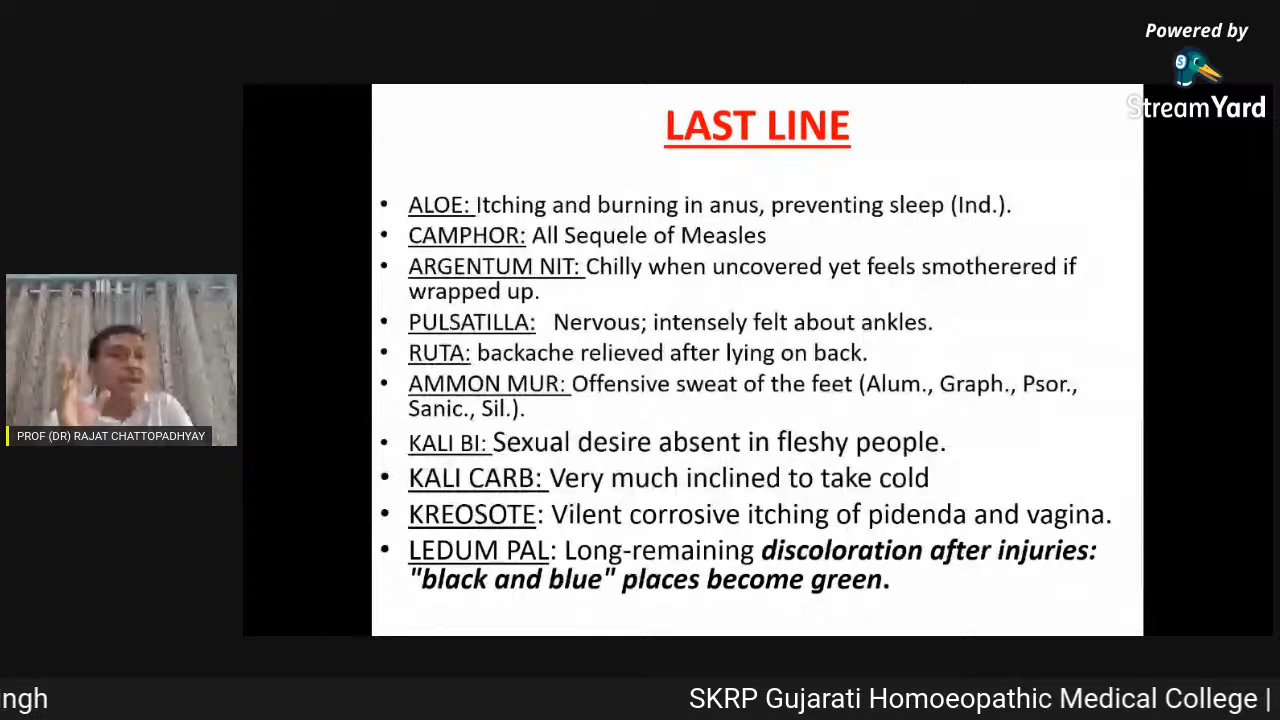 Powered by
StreamYard
LAST LINE
• ALOE: Itching and burning in anus, preventing sleep (Ind.).
• CAMPHOR: All Sequele of Measles
• ARGENTUM NIT: Chilly when uncovered yet feels smotherered if
wrapped up.
• PULSATILLA: Nervous; intensely felt about ankles.
• RUTA: backache relieved after lying on back.
• AMMON MUR: Offensive sweat of the feet (Alum., Graph., Psor.,
Sanic., Sil.).
• KALI BI: Sexual desire absent in fleshy people.
• KALI CARB: Very much inclined to take cold
• KREOSOTE: Vilent corrosive itching of pidenda and vagina.
• LEDUM PAL: Long-remaining discoloration after injuries:
"black and blue" places become green.
PROF (DR) RAJAT CHATTOPADHYAY
ingh
SKRP Gujarati Homoeopathic Medical College |